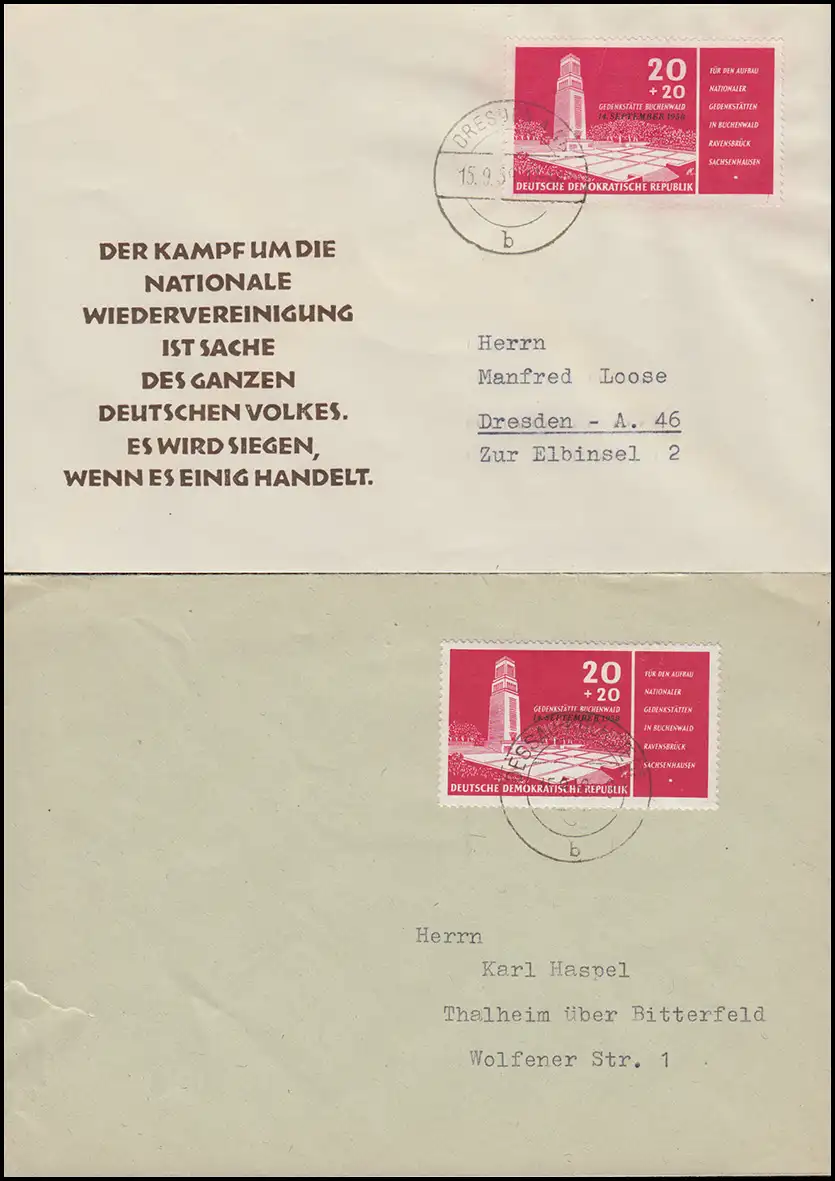 20
+ 20
GEDENKSTÄTTE BUCHENWALD
14. SEPTEMBER 1958
DEUTSCHE DEMOKRATISCHE REPUBLIK
FÜR DEN AUFBAU
NATIONALER
GEDENKSTÄTTEN
IN BUCHENWALD
RAVENSBRÜCK
SACHSENHAUSEN
15.9.
b
DER KAMPF UM DIE
NATIONALE
WIEDERVEREINIGUNG
IST SACHE
DES GANZEN
DEUTSCHEN VOLKES.
ES WIRD SIEGEN,
WENN ES EINIG HANDELT.
Herrn
Manfred Loose
Dresden - A. 46
Zur Elbinsel 2
20
+ 20
GEDENKSTÄTTE BUCHENWALD
14. SEPTEMBER 1958
DEUTSCHE DEMOKRATISCHE REPUBLIK
FÜR DEN AUFBAU
NATIONALER
GEDENKSTÄTTEN
IN BUCHENWALD
RAVENSBRÜCK
SACHSENHAUSEN
b
Herrn
Karl Haspel
Thalheim über Bitterfeld
Wolfener Str. 1